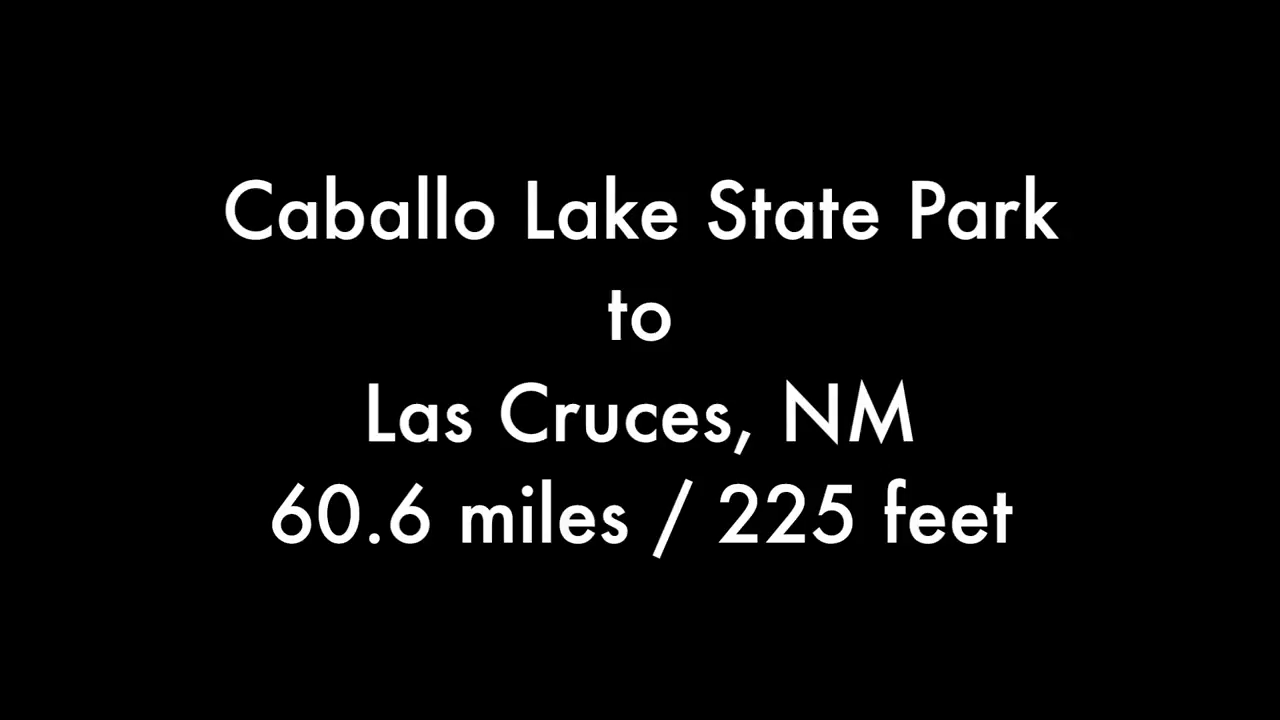 Caballo Lake State Park
to
Las Cruces, NM
60.6 miles / 225 feet